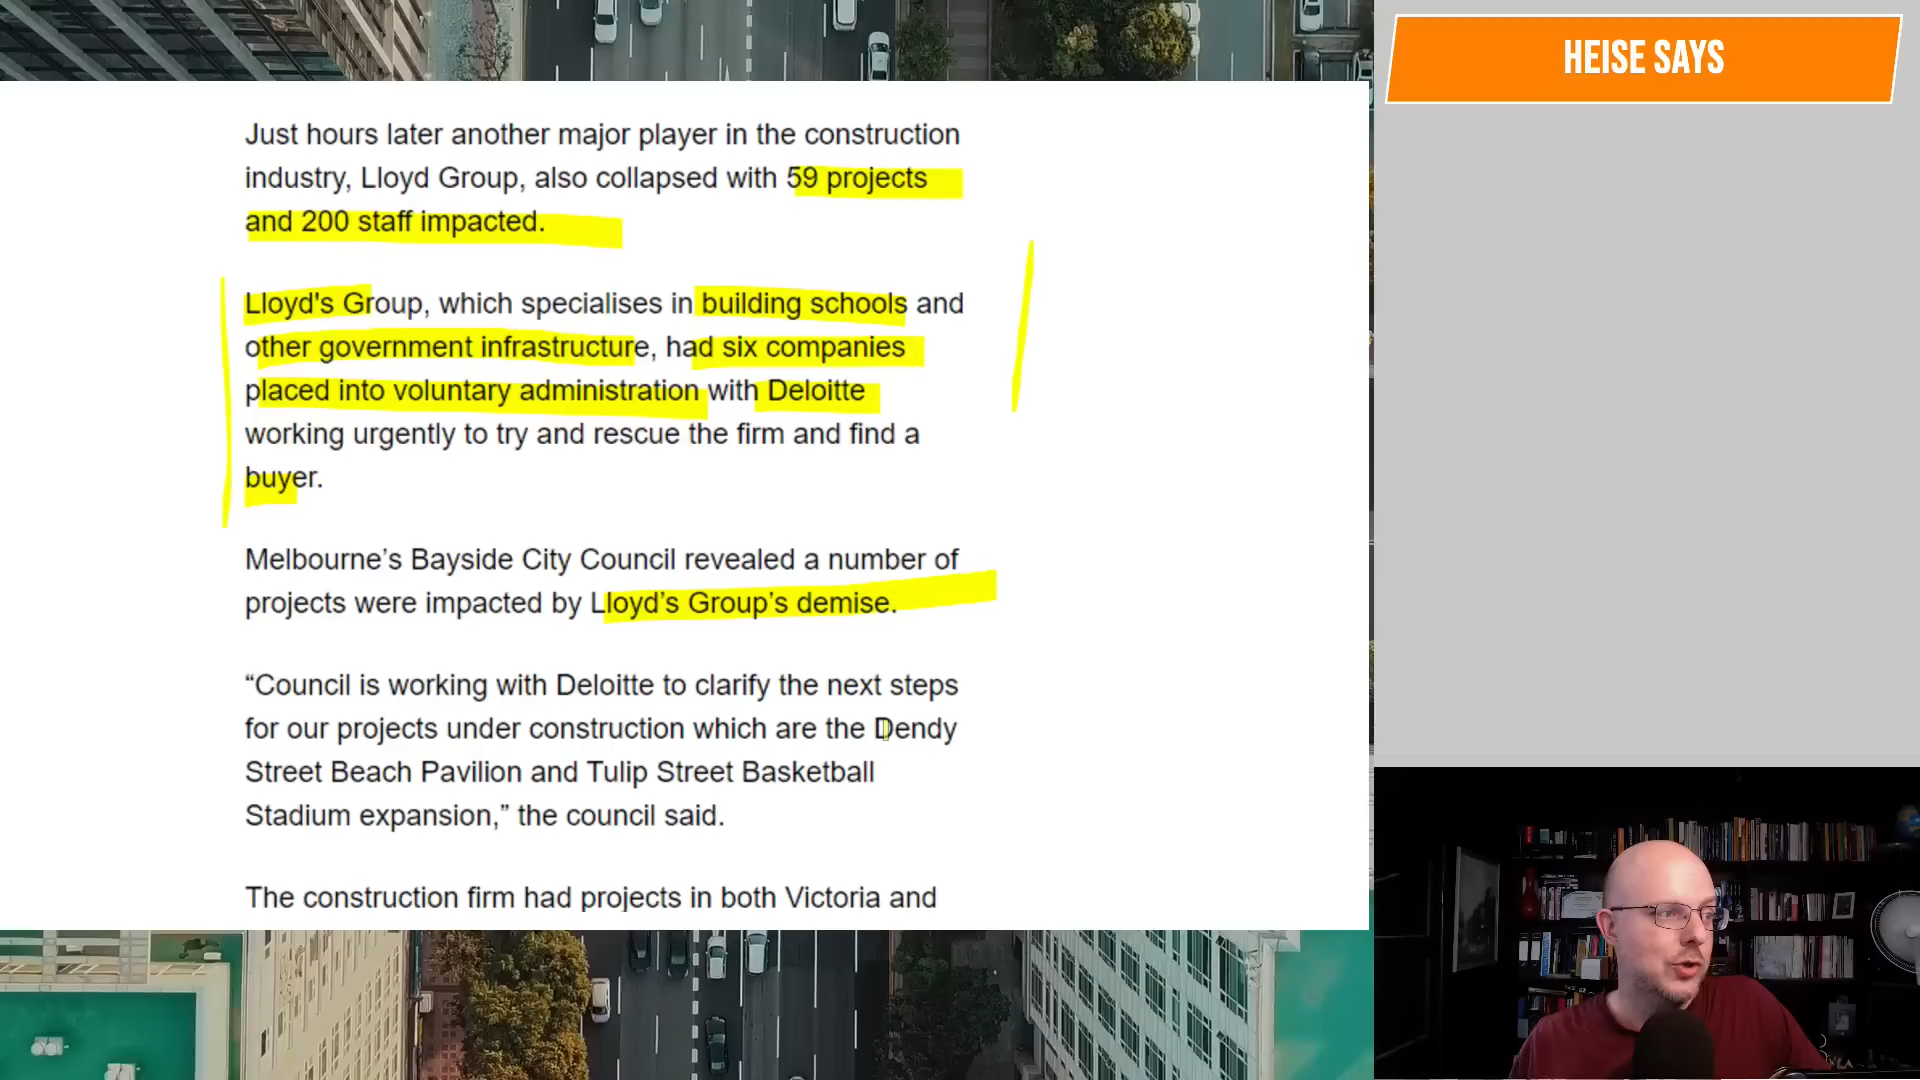 HEISE SAYS
Just hours later another major player in the construction
industry, Lloyd Group, also collapsed with 59 projects
and 200 staff impacted.
Lloyd's Group, which specialises in building schools and
other government infrastructure, had six companies
placed into voluntary administration with Deloitte
working urgently to try and rescue the firm and find a
buyer.
Melbourne’s Bayside City Council revealed a number of
projects were impacted by Lloyd’s Group’s demise.
“Council is working with Deloitte to clarify the next steps
for our projects under construction which are the Dendy
Street Beach Pavilion and Tulip Street Basketball
Stadium expansion,” the council said.
The construction firm had projects in both Victoria and